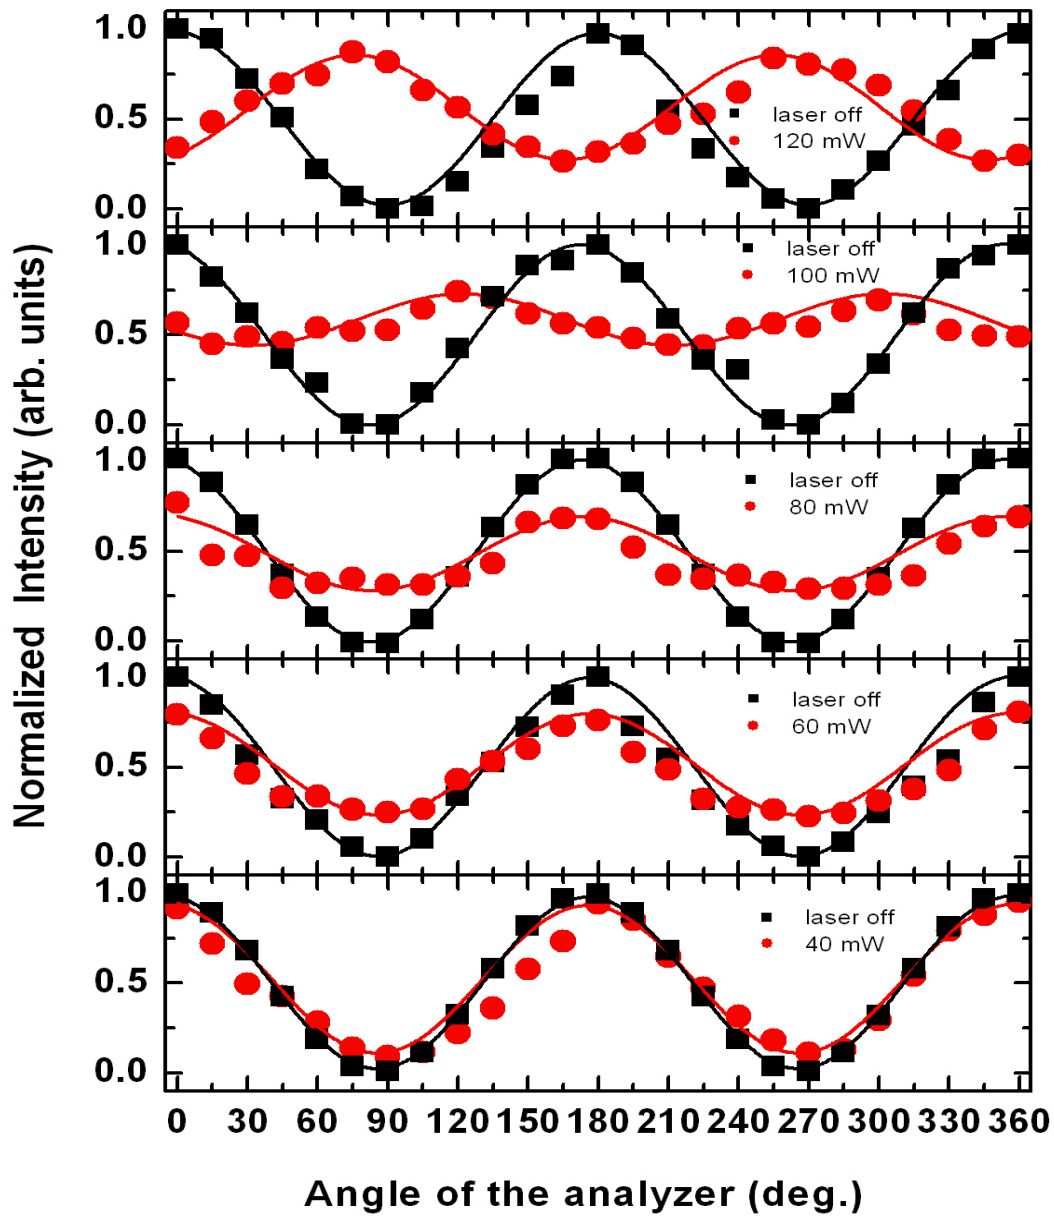 1.0
0.5
0.0
laser off
120 mW
1.0
0.5
0.0
laser off
100 mW
1.0
0.5
0.0
laser off
80 mW
1.0
0.5
0.0
laser off
60 mW
1.0
0.5
0.0
laser off
40 mW
0 30 60 90 120 150 180 210 240 270 300 330 360
Angle of the analyzer (deg.)
Normalized Intensity (arb. units)